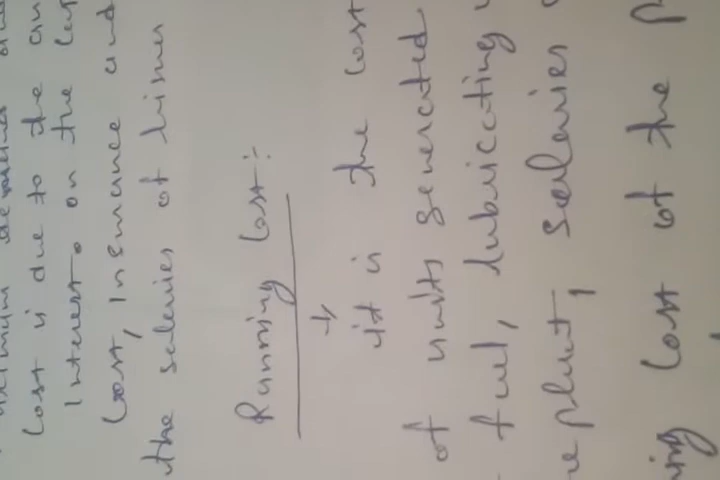 Cost is due to the
Interest on the
Cost, Insurance and
the salaries of
Running Cost:-
it is the cost
of units generated
fuel, lubricating
salaries
Cost of the